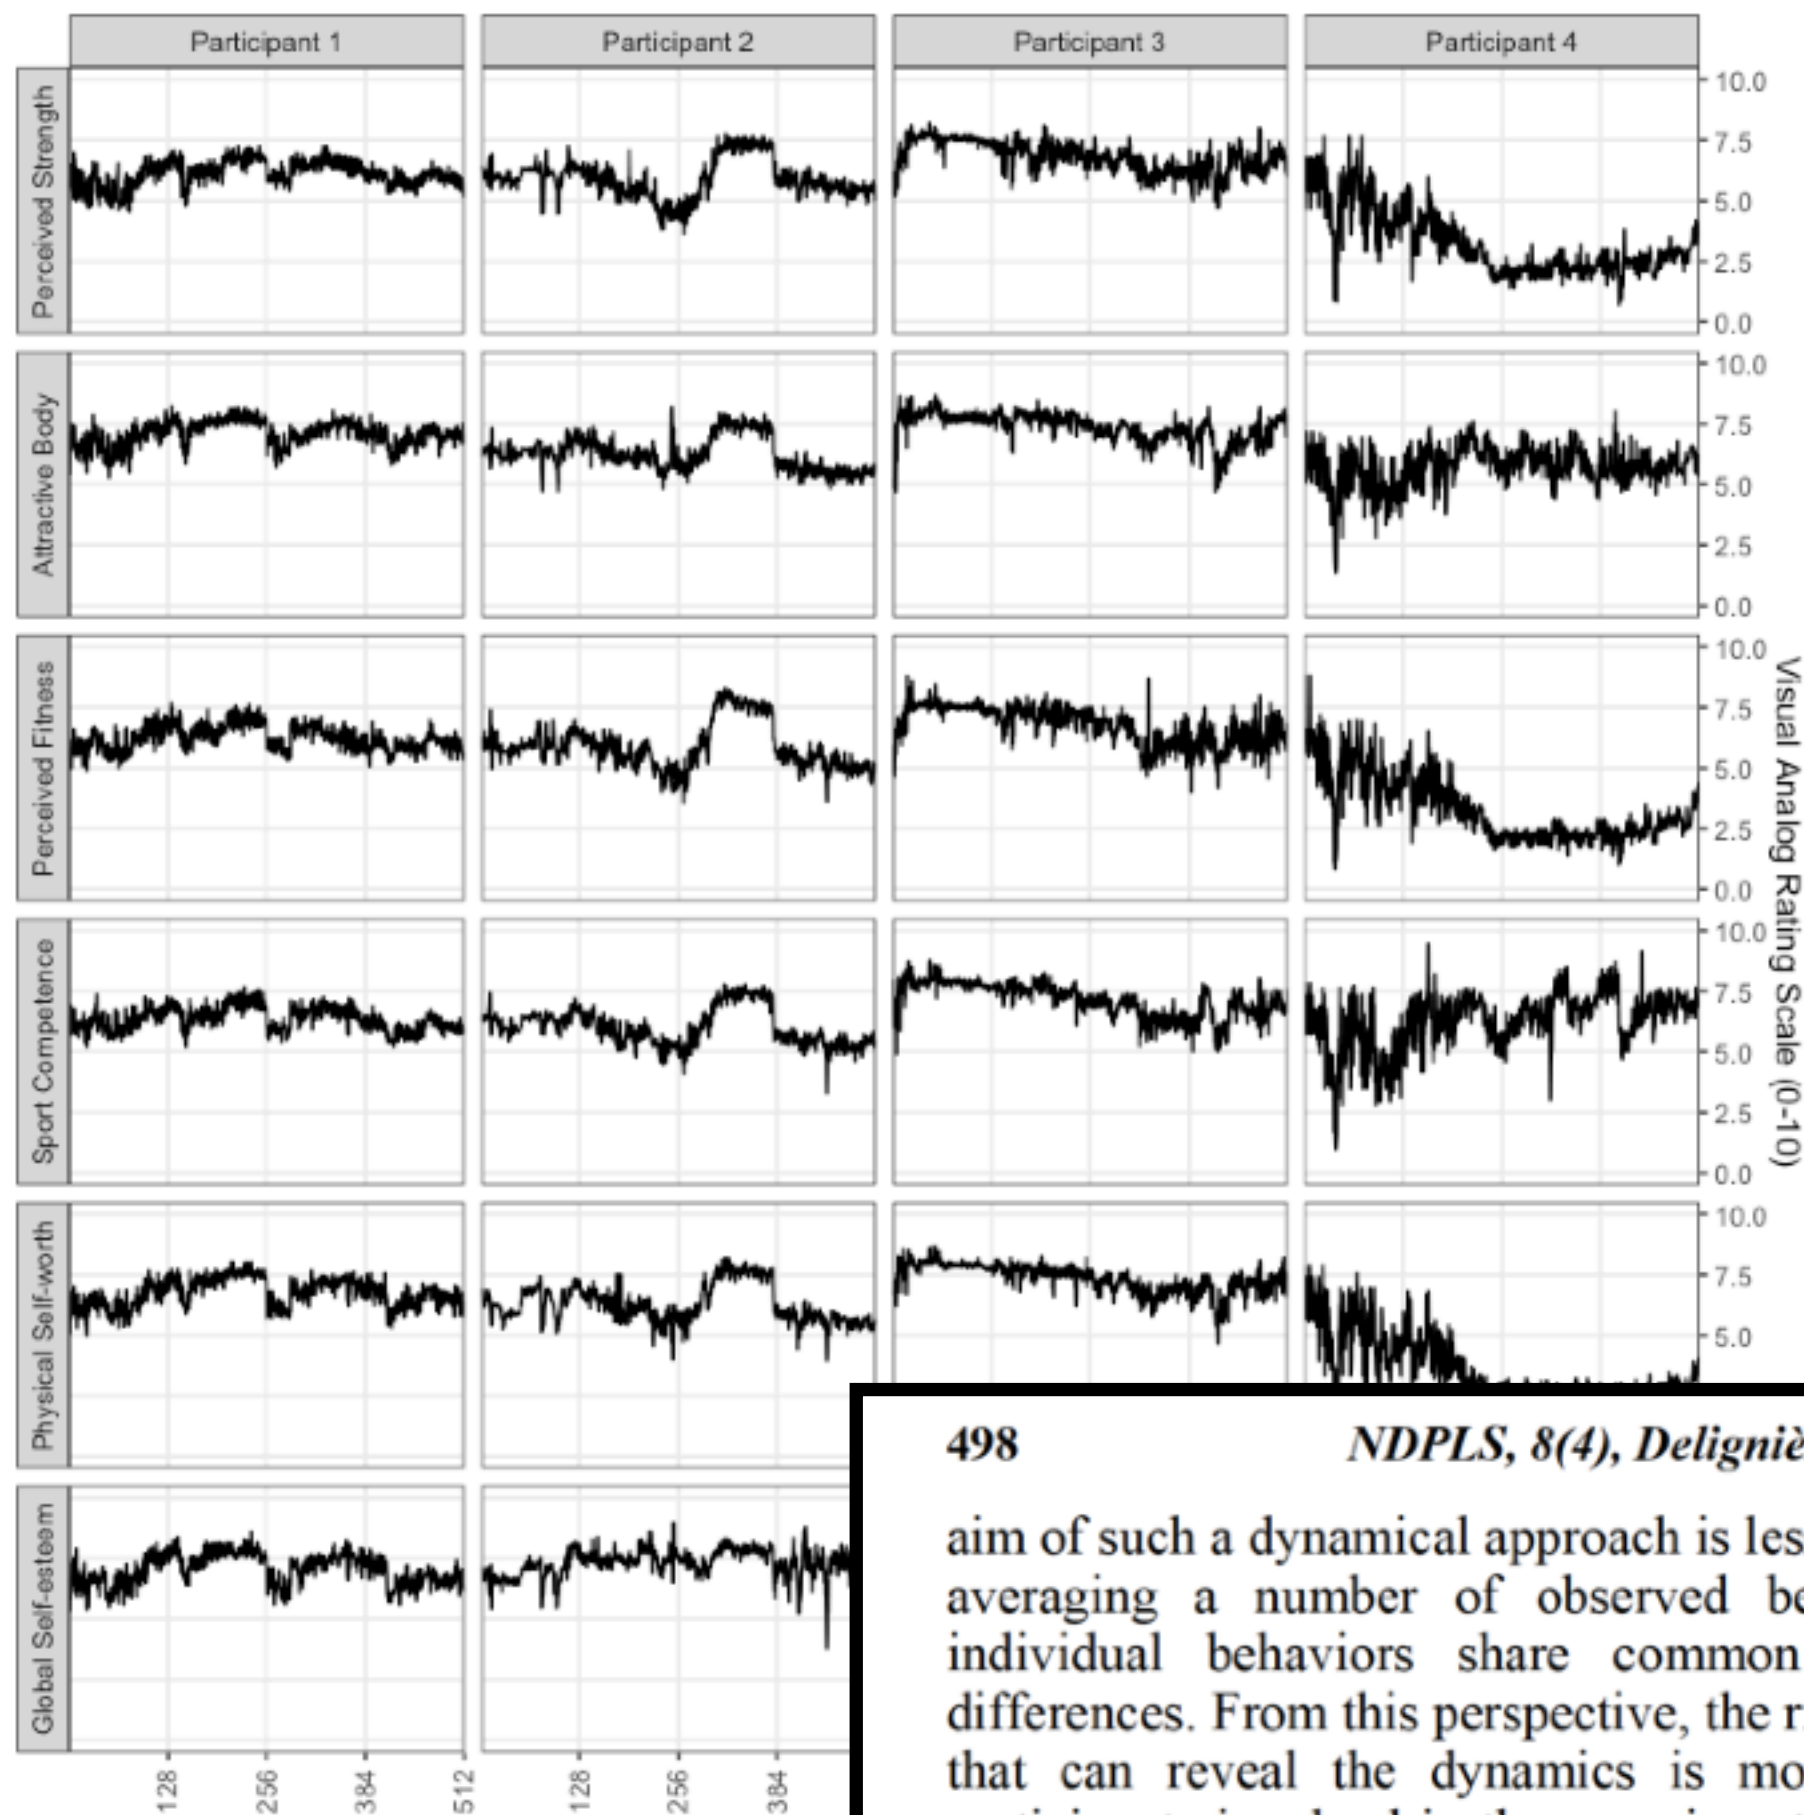 Participant 1
Participant 2
Participant 3
Participant 4
Perceived Strength
10.0
7.5
5.0
2.5
0.0
Attractive Body
10.0
7.5
5.0
2.5
0.0
Perceived Fitness
10.0
7.5
5.0
2.5
0.0
Sport Competence
10.0
7.5
5.0
2.5
0.0
Physical Self-worth
10.0
7.5
5.0
Global Self-esteem
Visual Analog Rating Scale (0-10)
128
256
384
512
128
256
384
498 NDPLS, 8(4), Deligniè
aim of such a dynamical approach is les
averaging a number of observed be
individual behaviors share common
differences. From this perspective, the r
that can reveal the dynamics is mo